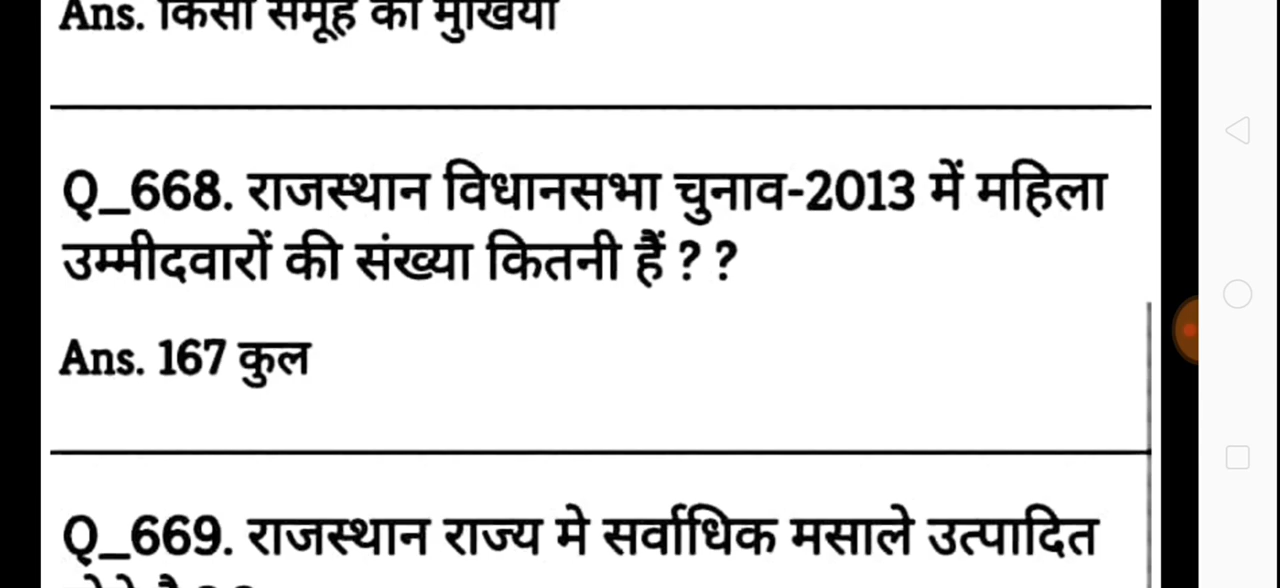 Ans. किसी समूह का मुखिया
Q_668. राजस्थान विधानसभा चुनाव-2013 में महिला
उम्मीदवारों की संख्या कितनी हैं ? ?
Ans. 167 कुल
Q_669. राजस्थान राज्य मे सर्वाधिक मसाले उत्पादित